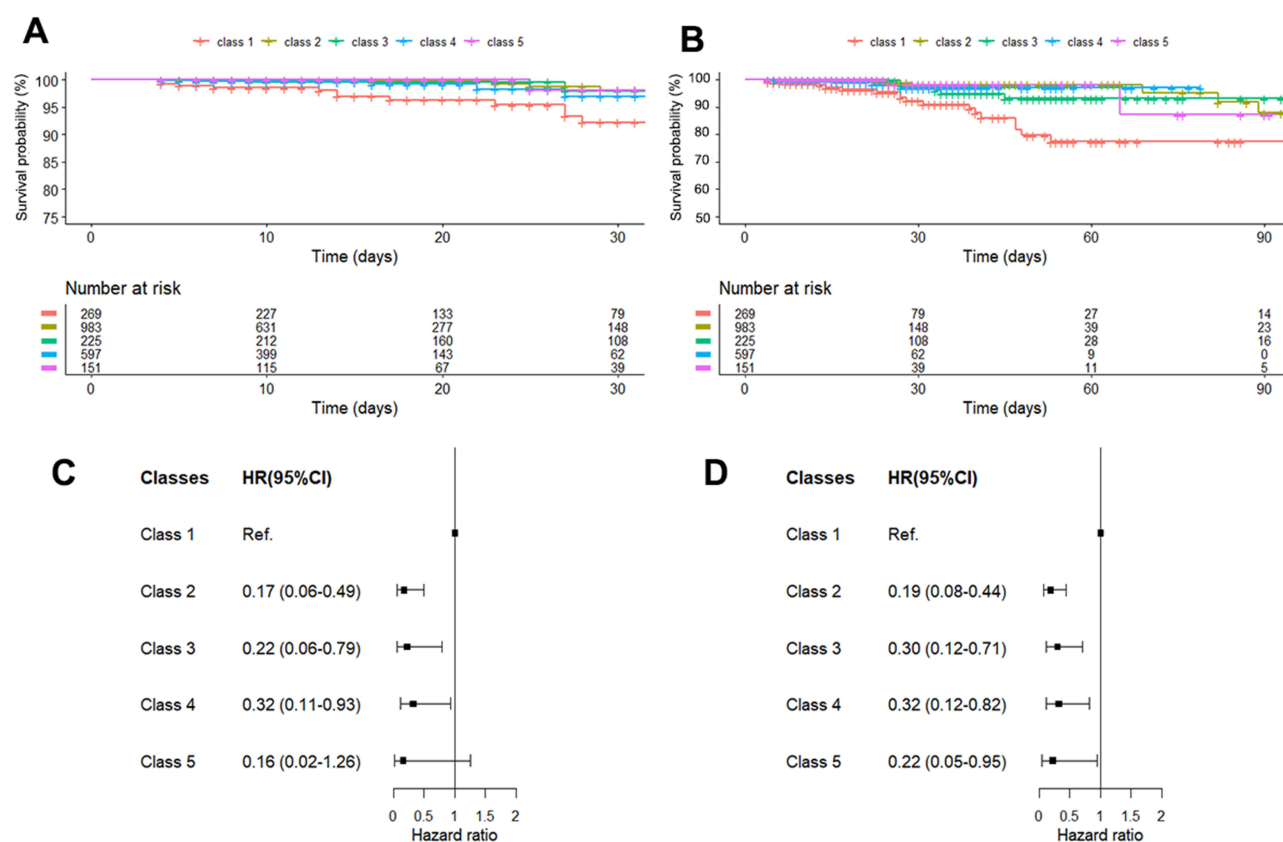 A
class 1 class 2 class 3 class 4 class 5
Survival probability (%)
100
95
90
85
80
75
0 10 20 30
Time (days)
Number at risk
269 227 133 79
983 631 277 148
225 212 160 108
597 399 143 62
151 115 67 39
0 10 20 30
Time (days)
B
class 1 class 2 class 3 class 4 class 5
Survival probability (%)
100
90
80
70
60
50
0 30 60 90
Time (days)
Number at risk
269 79 27 14
983 148 39 23
225 108 28 16
597 62 9 0
151 39 11 5
0 30 60 90
Time (days)
C
Classes HR(95%CI)
Class 1 Ref.
Class 2 0.17 (0.06-0.49)
Class 3 0.22 (0.06-0.79)
Class 4 0.32 (0.11-0.93)
Class 5 0.16 (0.02-1.26)
0 0.5 1 1.5 2
Hazard ratio
D
Classes HR(95%CI)
Class 1 Ref.
Class 2 0.19 (0.08-0.44)
Class 3 0.30 (0.12-0.71)
Class 4 0.32 (0.12-0.82)
Class 5 0.22 (0.05-0.95)
0 0.5 1 1.5 2
Hazard ratio